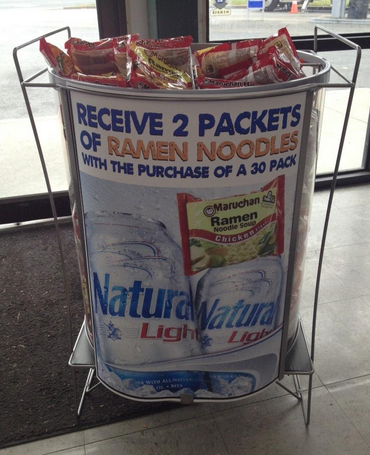 RECEIVE 2 PACKETS
OF RAMEN NOODLES
WITH THE PURCHASE OF A 30 PACK
Maruchan
Ramen
Noodle Soup
Chicken
Natural
Light
Natural
Light